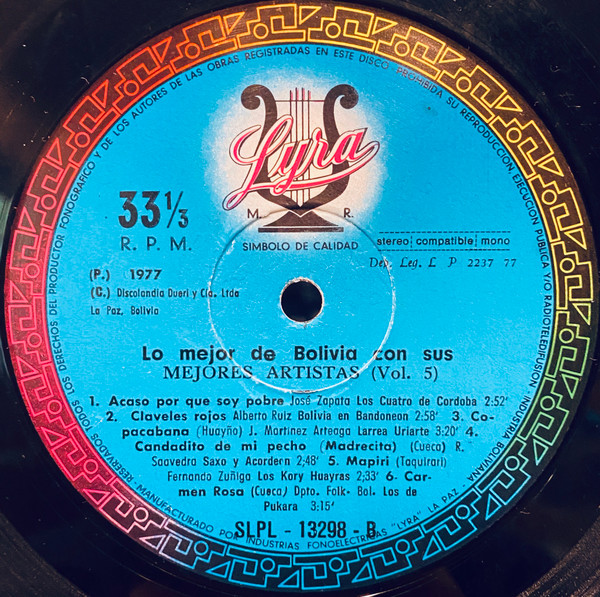 RESERVADOS TODOS LOS DERECHOS DEL PRODUCTOR FONOGRAFICO Y DE LOS AUTORES DE LAS OBRAS REGISTRADAS EN ESTE DISCO. PROHIBIDA SU REPRODUCCION, EJECUCION PUBLICA Y/O RADIOTELEDIFUSION INDUSTRIA BOLIVIANA
Lyra
M. R.
SIMBOLO DE CALIDAD
33⅓
R. P. M.
stereo compatible mono
Dep. Leg. L P 2237 77
(P.) 1977
(C.) Discolandia Dueri y Cia. Ltda
La Paz, Bolivia
Lo mejor de Bolivia con sus
MEJORES ARTISTAS (Vol. 5)
1. Acaso por que soy pobre José Zapata Los Cuatro de Cordoba 2:52'
2. Claveles rojos Alberto Ruiz Bolivia en Bandoneon 2:58' 3. Co-
pacabana (Huayño) J. Martinez Arteaga Larrea Uriarte 3:20' 4.
Candadito de mi pecho (Madrecita) (Cueca) R.
Saavedra Saxo y Acordern 2;48' 5. Mapiri (Taquirari)
Fernando Zuñiga Los Kory Huayras 2;33' 6- Car-
men Rosa (Cueca) Dpto. Folk- Bol. Los de
Pukara 3:15'
SLPL - 13298 - B
MANUFACTURADO POR INDUSTRIAS FONOELECTRICAS "LYRA" LA PAZ -